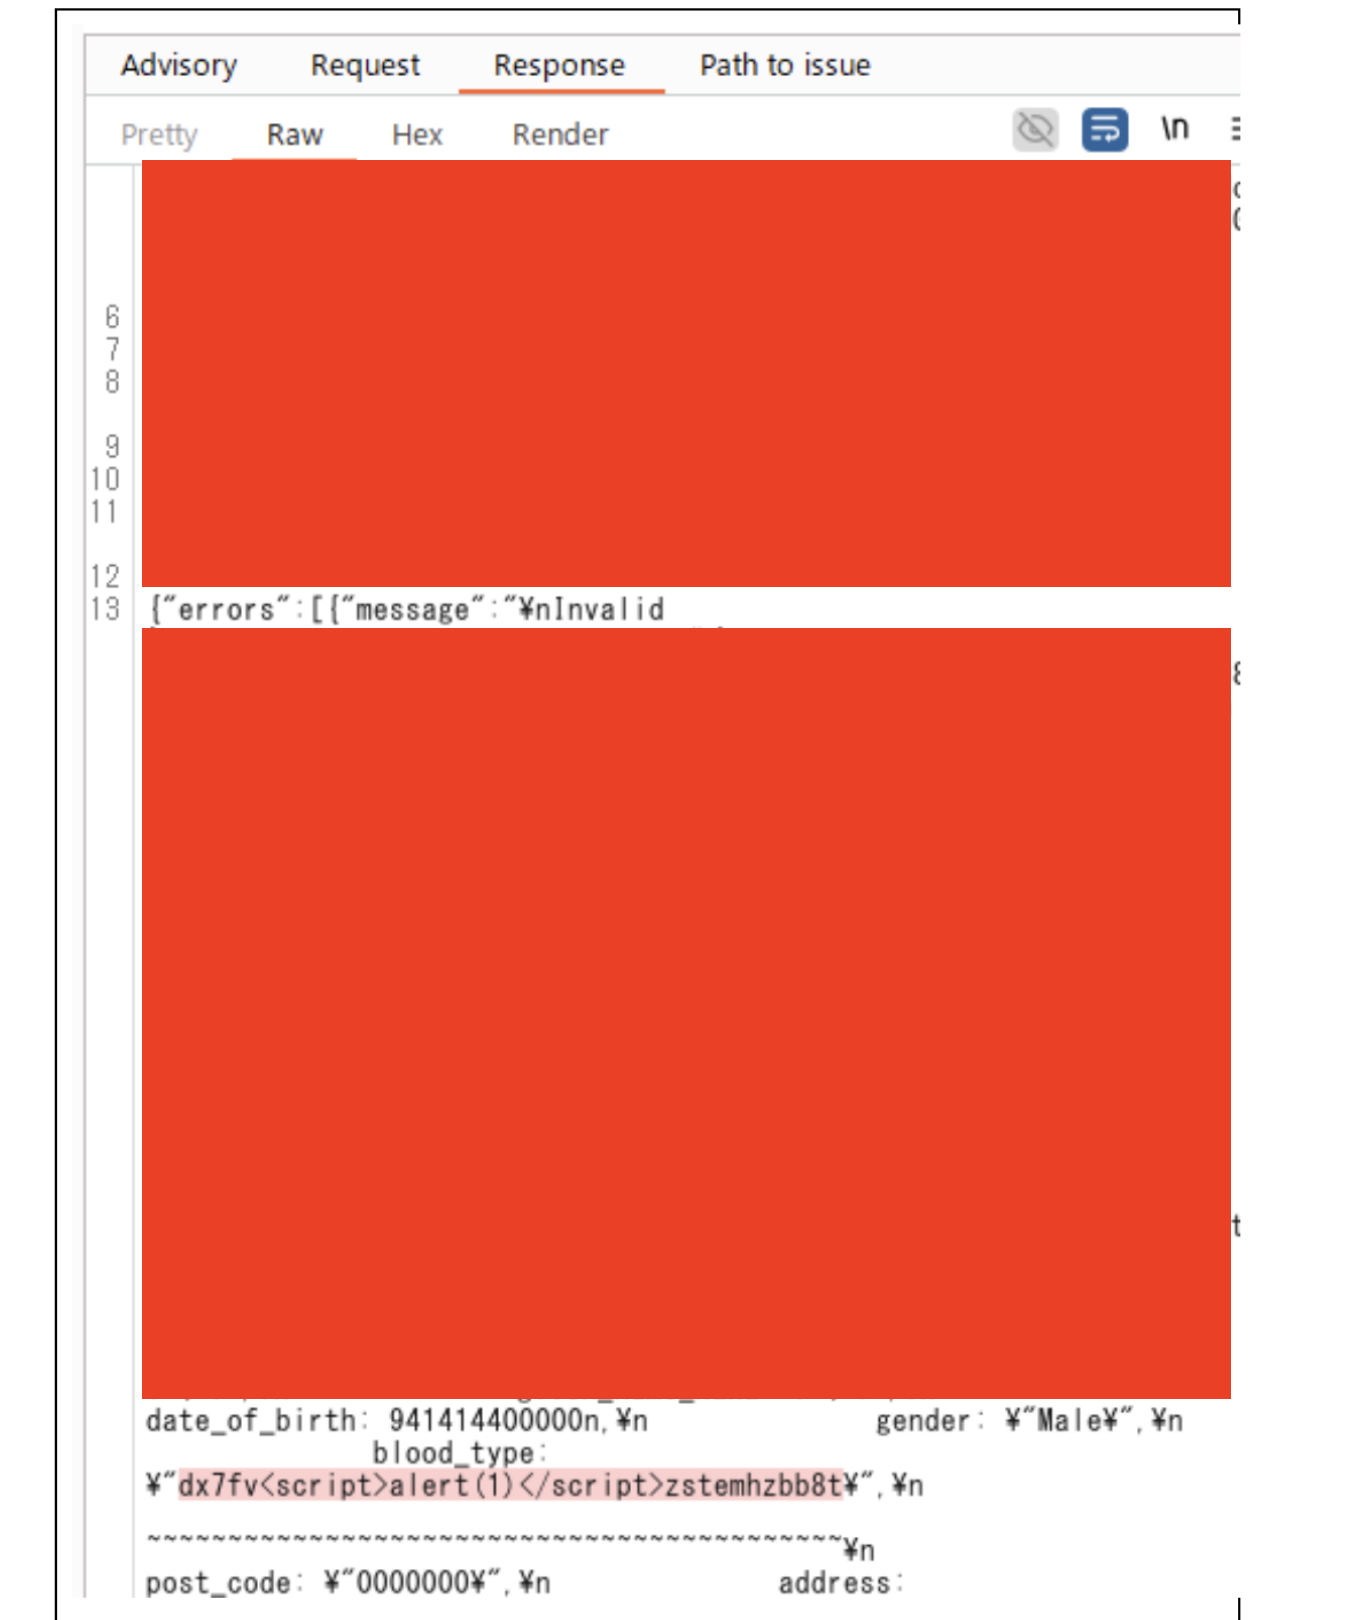 Advisory Request Response Path to issue
Pretty Raw Hex Render \n
6
7
8
9
10
11
12
13 {"errors":[{"message":"¥nInvalid
date_of_birth: 941414400000n,¥n gender: ¥"Male¥",¥n
blood_type:
¥"dx7fv<script>alert(1)</script>zstemhzbb8t¥",¥n
~~~~~~~~~~~~~~~~~~~~~~~~~~~~~~~~~~~~~~~~~~~¥n
post_code: ¥"0000000¥",¥n address: